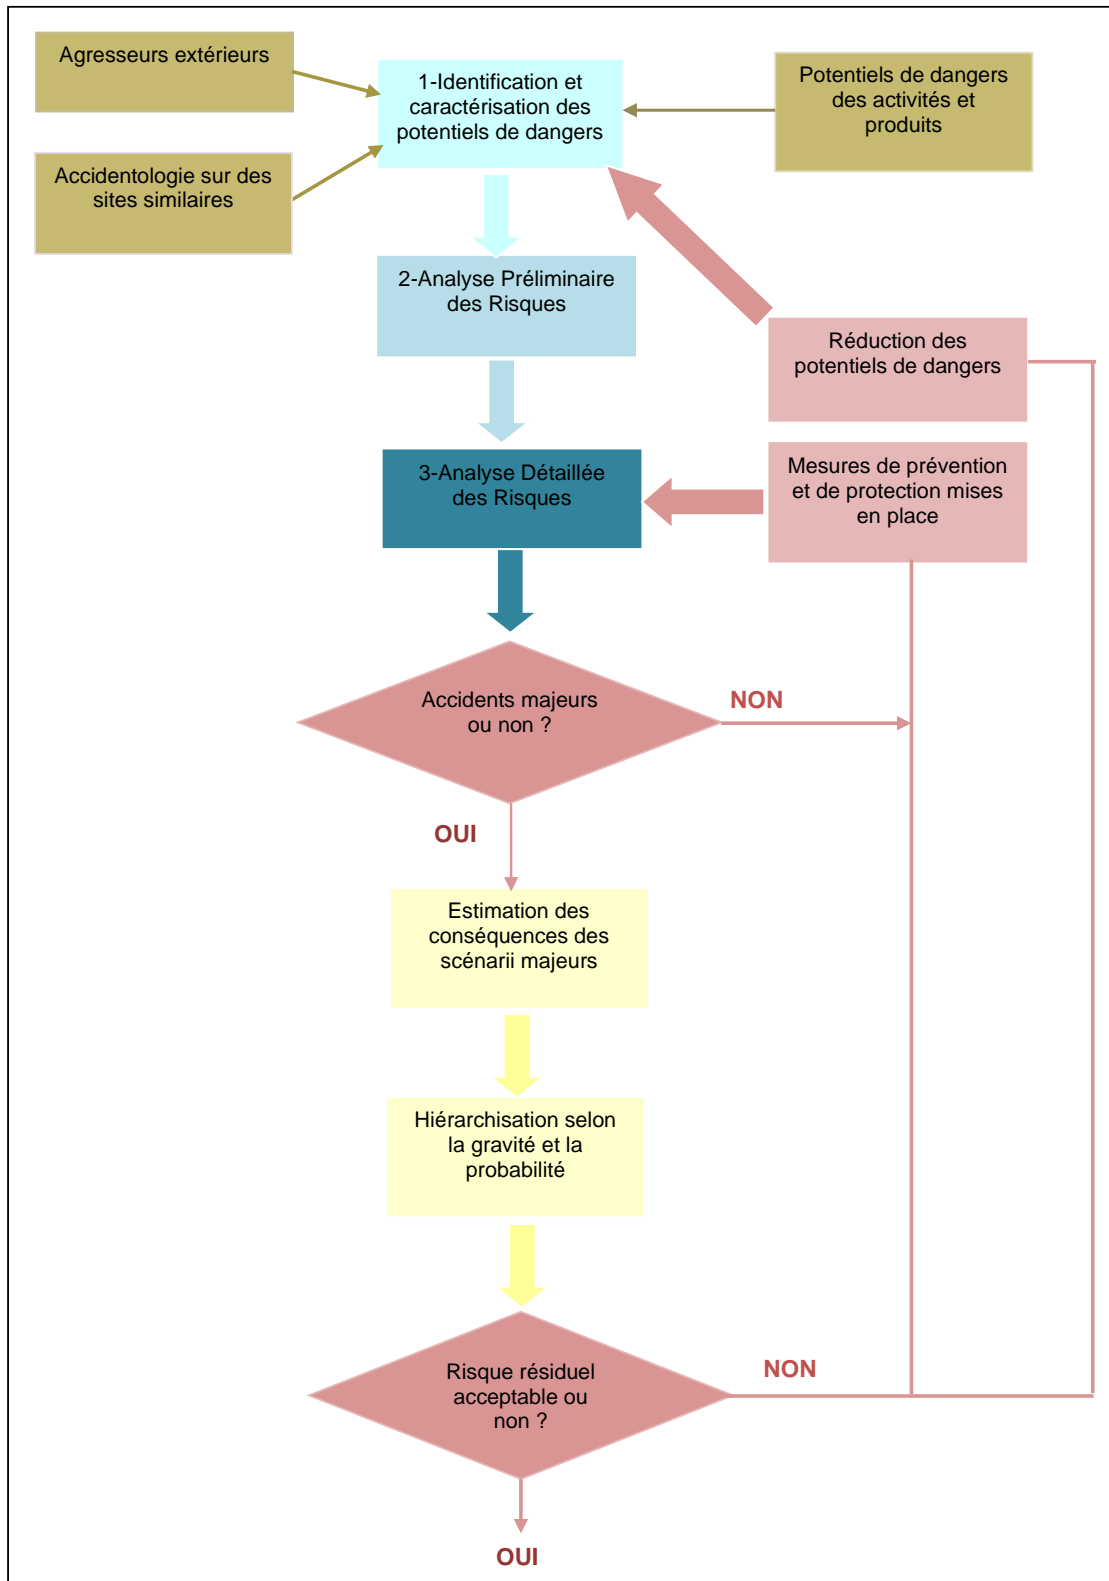 Agresseurs extérieurs
1-Identification et
caractérisation des
potentiels de dangers
Potentiels de dangers
des activités et
produits
Accidentologie sur des
sites similaires
2-Analyse Préliminaire
des Risques
Réduction des
potentiels de dangers
3-Analyse Détaillée
des Risques
Mesures de prévention
et de protection mises
en place
Accidents majeurs
ou non ?
NON
OUI
Estimation des
conséquences des
scénarii majeurs
Hiérarchisation selon
la gravité et la
probabilité
Risque résiduel
acceptable ou
non ?
NON
OUI